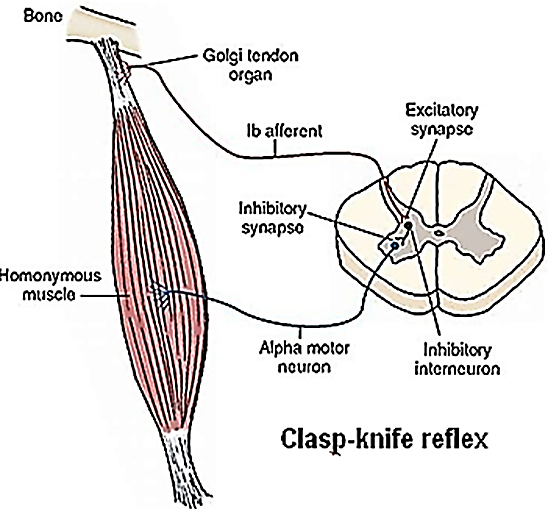 Bone
Golgi tendon
organ
Excitatory
synapse
Ib afferent
Inhibitory
synapse
Homonymous
muscle
Alpha motor
neuron
Inhibitory
interneuron
Clasp-knife reflex